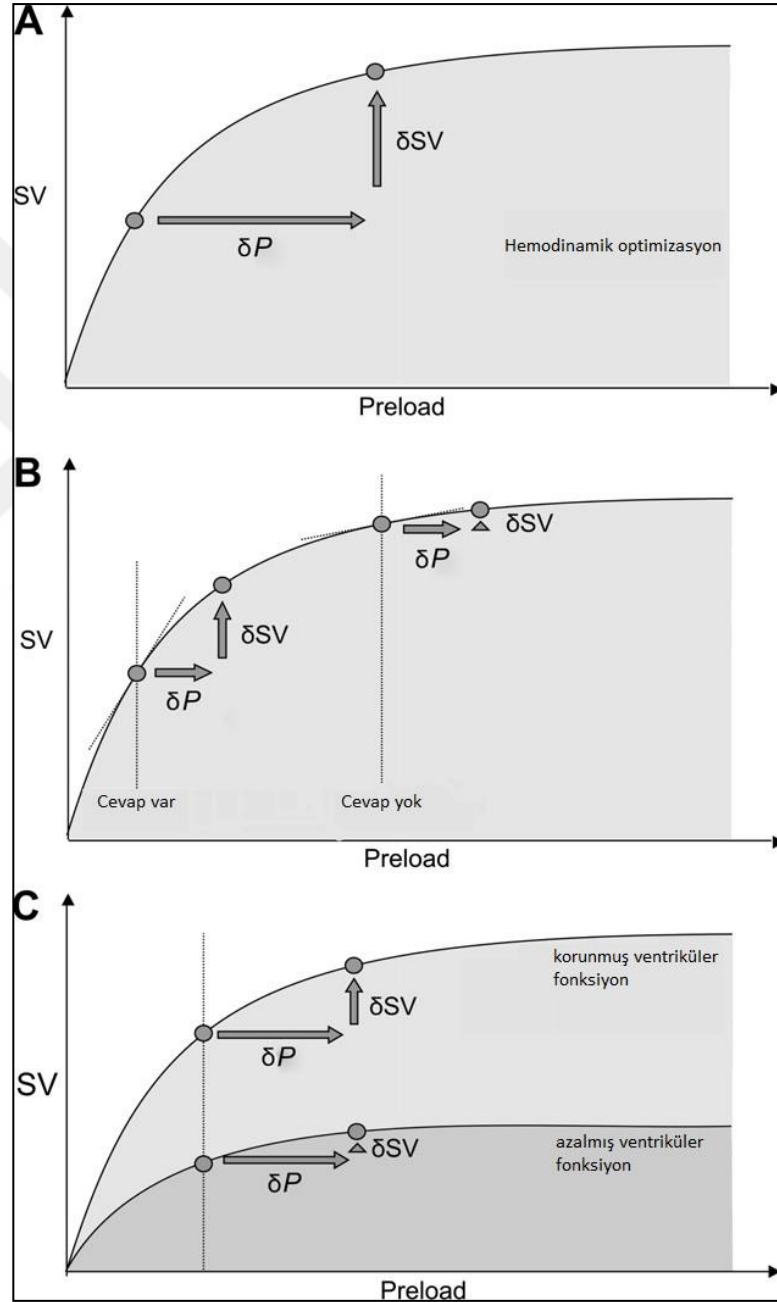 A
SV
δSV
δP
Hemodinamik optimizasyon
Preload
B
SV
δSV
δP
δP
δSV
Cevap var
Cevap yok
Preload
C
SV
korunmuş ventriküler
fonksiyon
δSV
δP
azalmış ventriküler
fonksiyon
δSV
δP
Preload